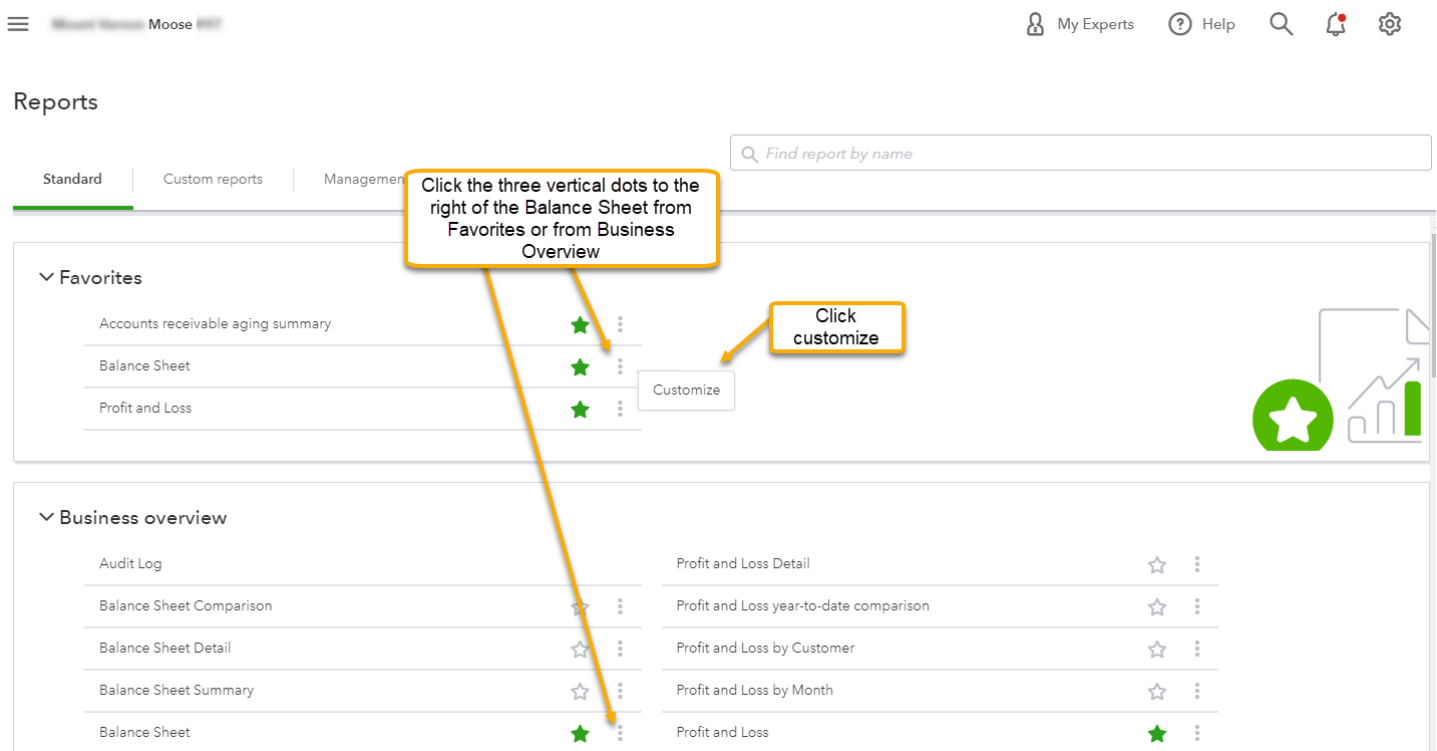 Moose
My Experts
Help
Reports
Find report by name
Standard
Custom reports
Managemen
Click the three vertical dots to the
right of the Balance Sheet from
Favorites or from Business
Overview
Favorites
Accounts receivable aging summary
Balance Sheet
Profit and Loss
Click
customize
Customize
Business overview
Audit Log
Profit and Loss Detail
Balance Sheet Comparison
Profit and Loss year-to-date comparison
Balance Sheet Detail
Profit and Loss by Customer
Balance Sheet Summary
Profit and Loss by Month
Balance Sheet
Profit and Loss